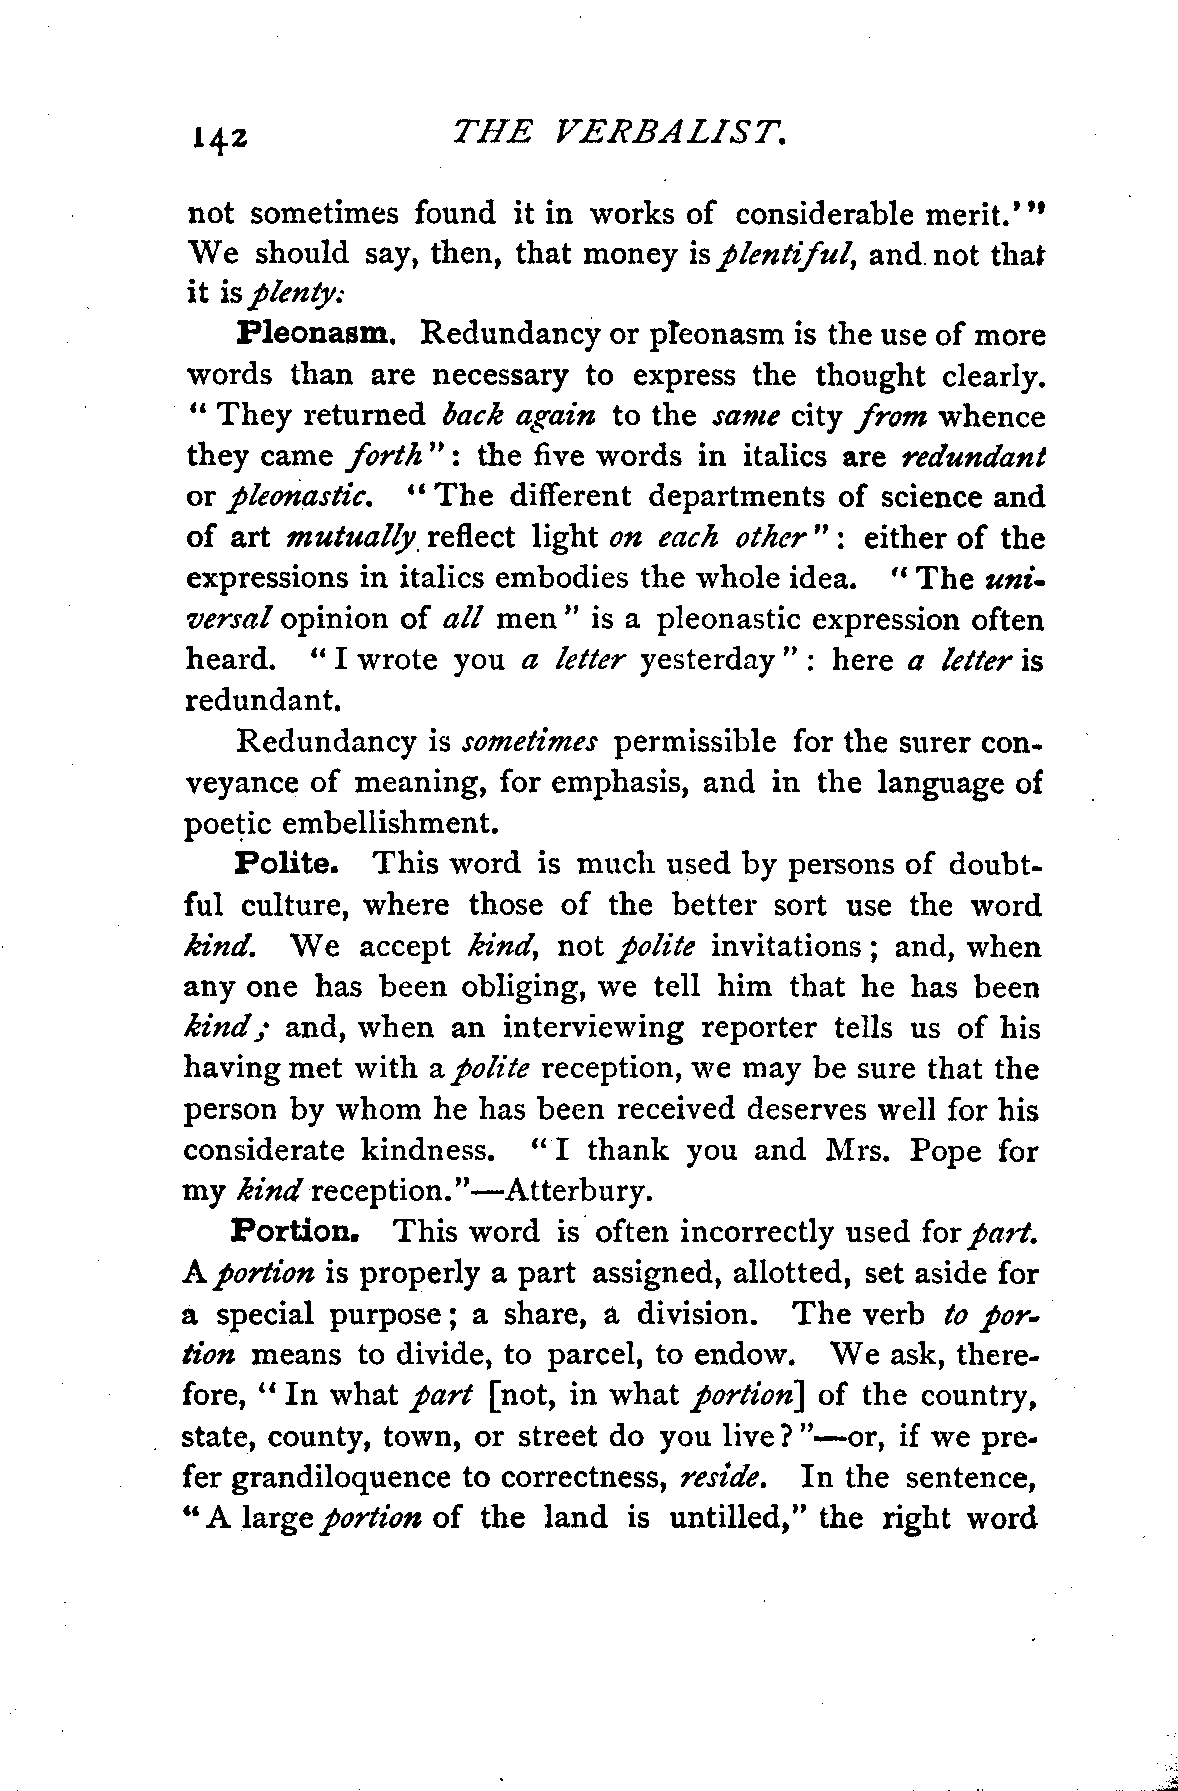 142 THE VERBALIST.
not sometimes found it in works of considerable merit.'"
We should say, then, that money is plentiful, and not that
it is plenty:
Pleonasm. Redundancy or pleonasm is the use of more
words than are necessary to express the thought clearly.
"They returned back again to the same city from whence
they came forth": the five words in italics are redundant
or pleonastic. "The different departments of science and
of art mutually reflect light on each other": either of the
expressions in italics embodies the whole idea. "The uni-
versal opinion of all men" is a pleonastic expression often
heard. "I wrote you a letter yesterday": here a letter is
redundant.
Redundancy is sometimes permissible for the surer con-
veyance of meaning, for emphasis, and in the language of
poetic embellishment.
Polite. This word is much used by persons of doubt-
ful culture, where those of the better sort use the word
kind. We accept kind, not polite invitations; and, when
any one has been obliging, we tell him that he has been
kind; and, when an interviewing reporter tells us of his
having met with a polite reception, we may be sure that the
person by whom he has been received deserves well for his
considerate kindness. "I thank you and Mrs. Pope for
my kind reception."—Atterbury.
Portion. This word is often incorrectly used for part.
A portion is properly a part assigned, allotted, set aside for
a special purpose; a share, a division. The verb to por-
tion means to divide, to parcel, to endow. We ask, there-
fore, "In what part [not, in what portion] of the country,
state, county, town, or street do you live?"—or, if we pre-
fer grandiloquence to correctness, reside. In the sentence,
"A large portion of the land is untilled," the right word